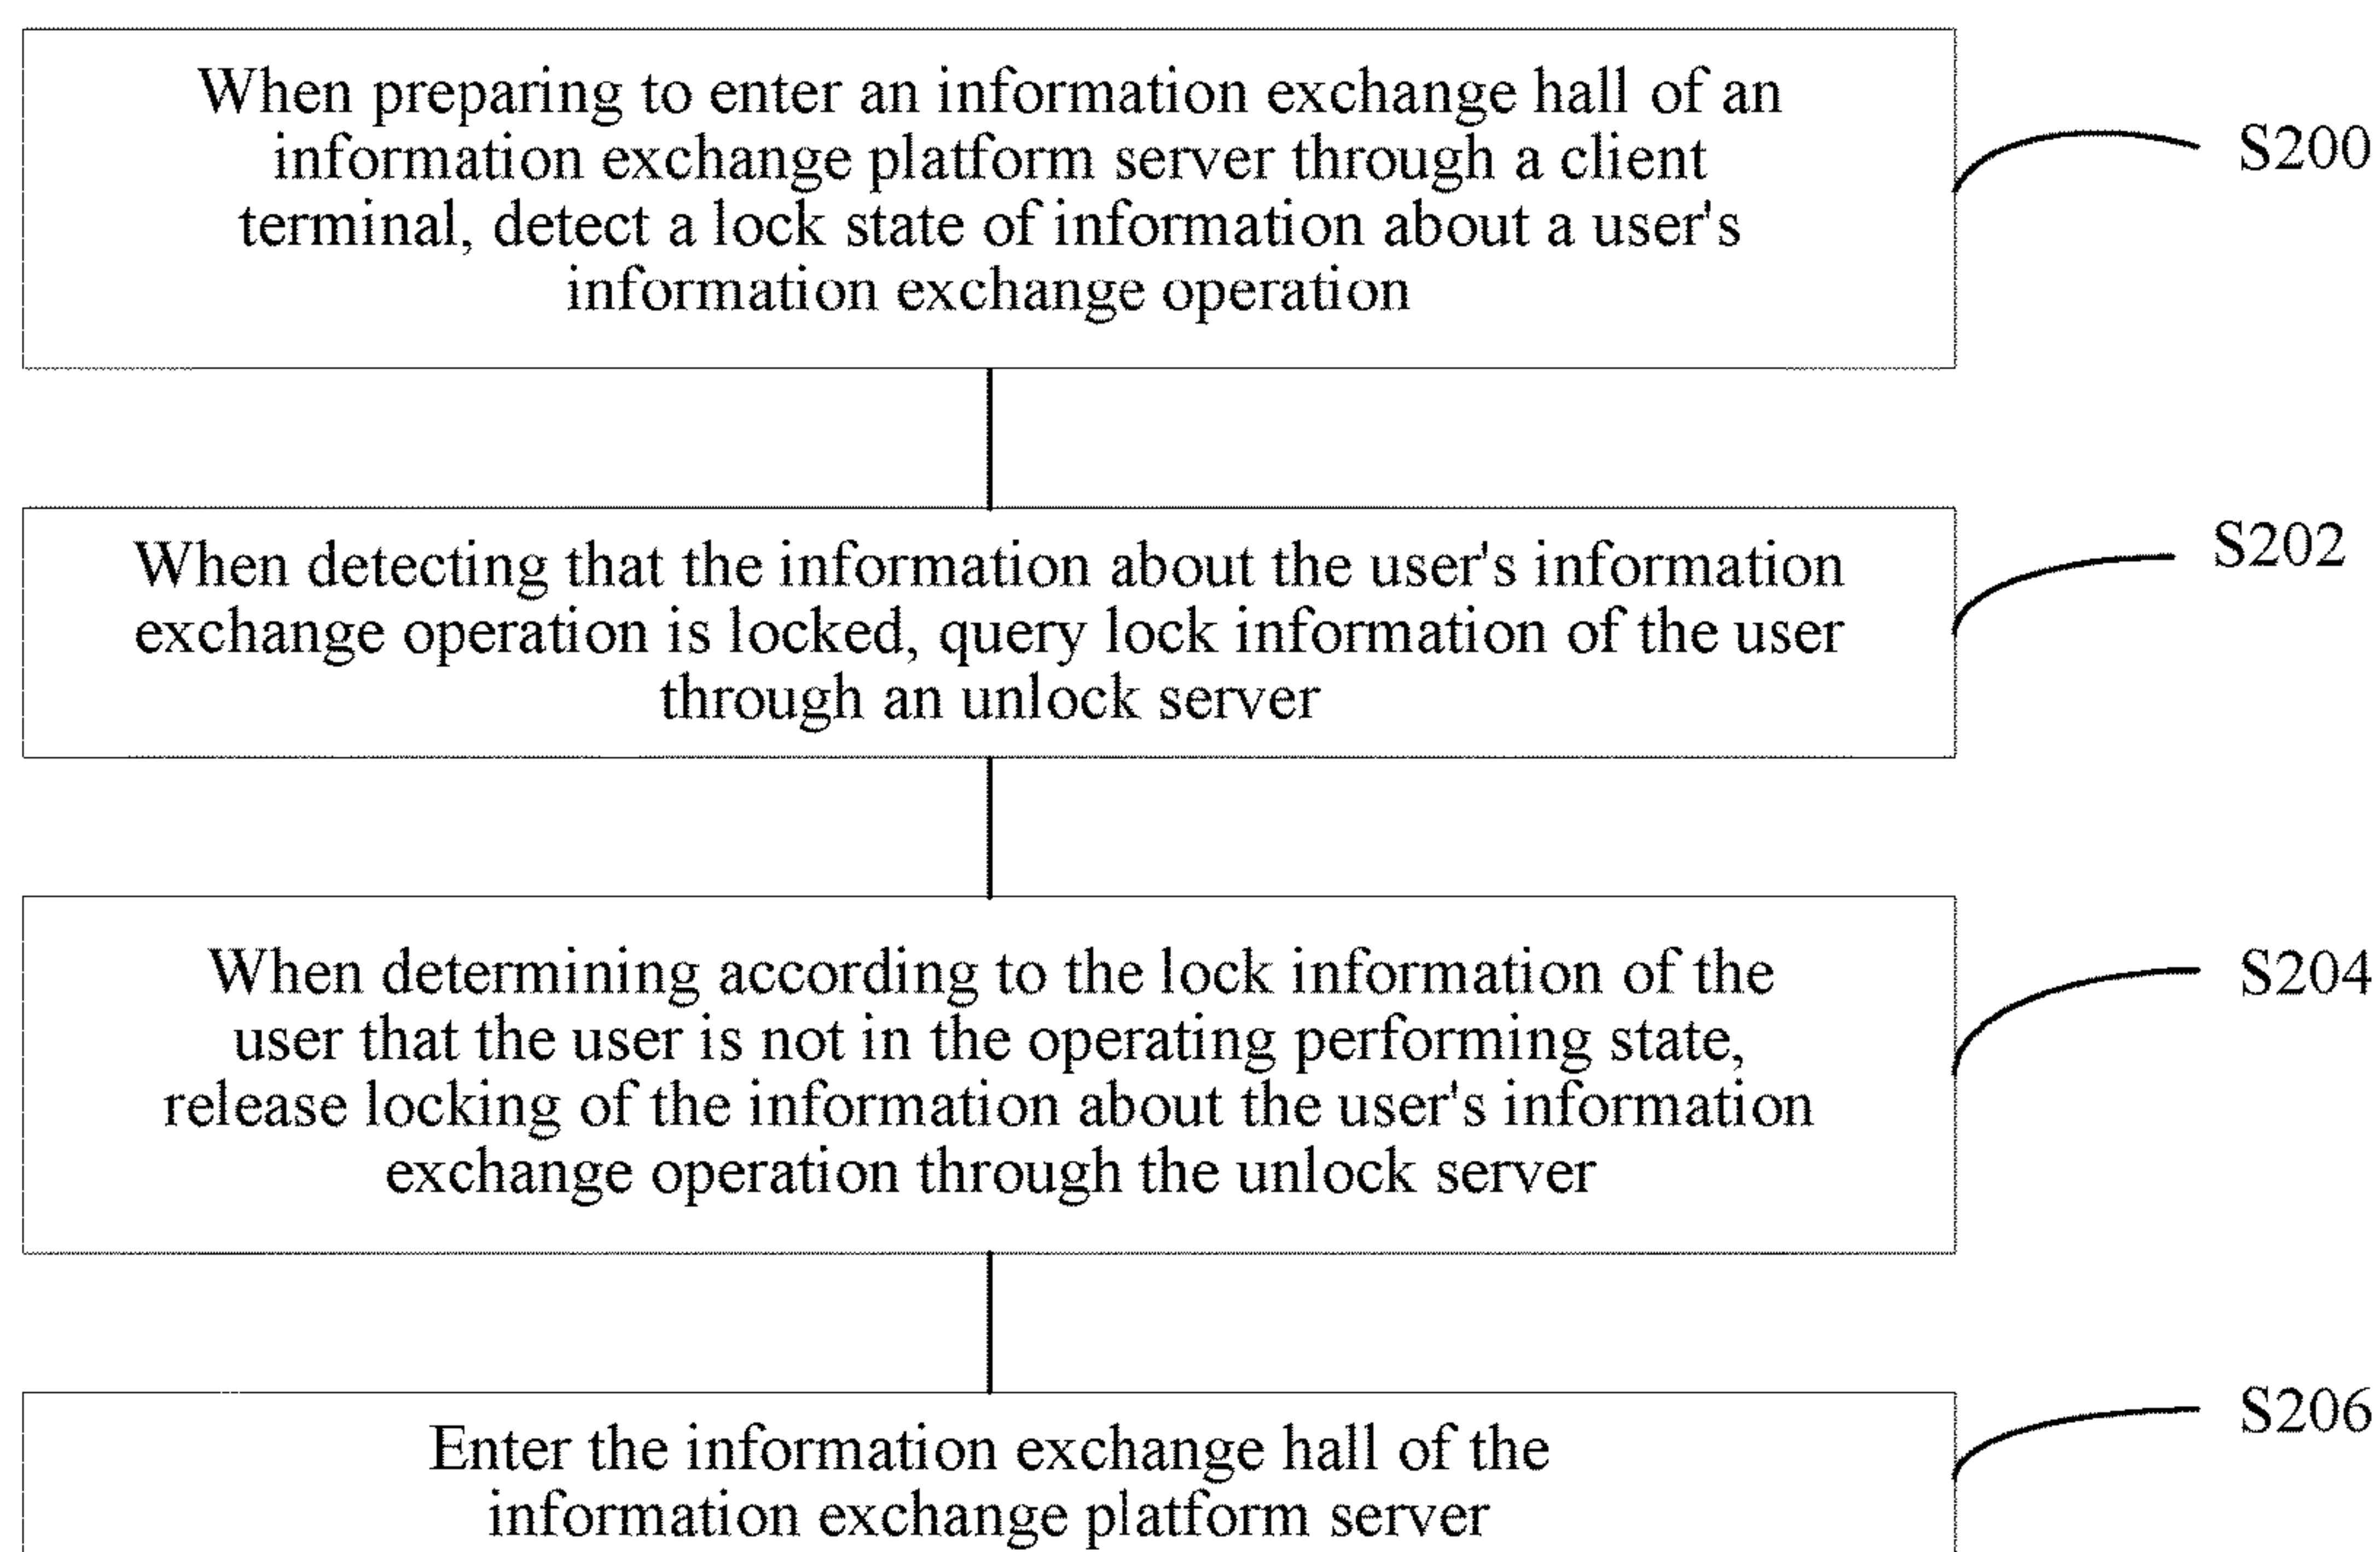 When preparing to enter an information exchange hall of an
information exchange platform server through a client
terminal, detect a lock state of information about a user's
information exchange operation
S200
When detecting that the information about the user's information
exchange operation is locked, query lock information of the user
through an unlock server
S202
When determining according to the lock information of the
user that the user is not in the operating performing state,
release locking of the information about the user's information
exchange operation through the unlock server
S204
Enter the information exchange hall of the
information exchange platform server
S206